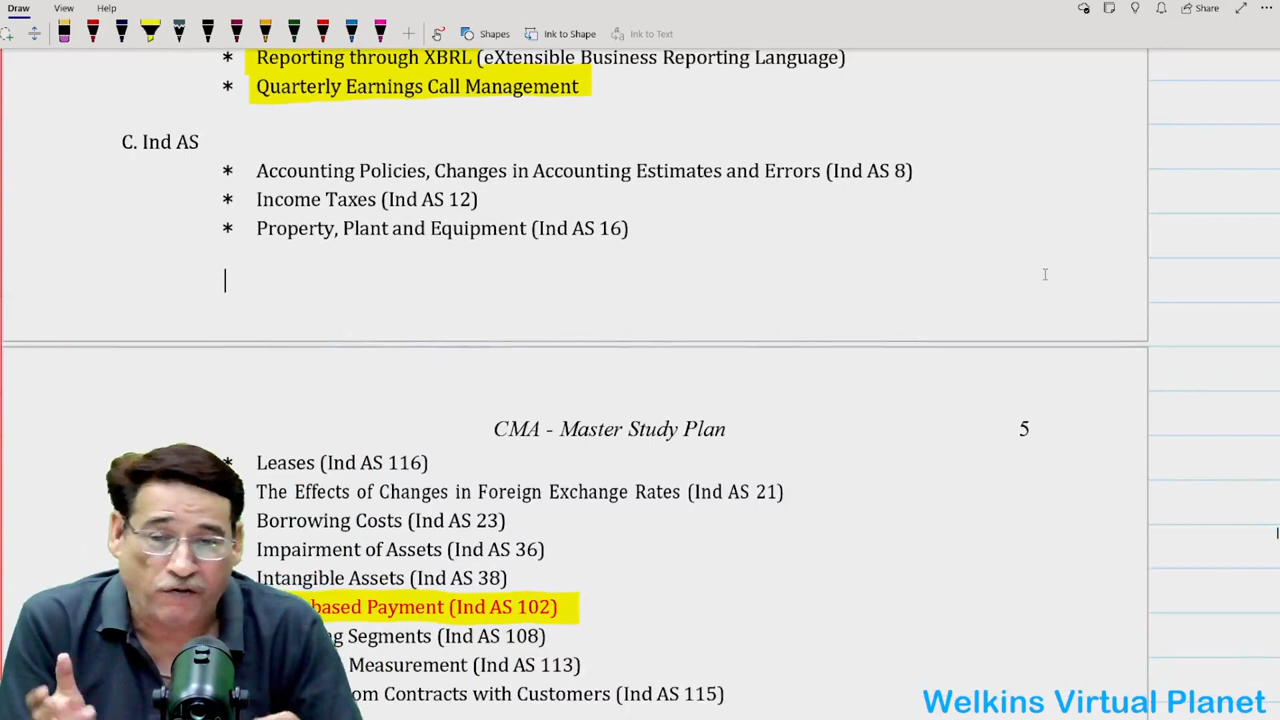 Draw View Help
Share
Shapes Ink to Shape Ink to Text
* Reporting through XBRL (eXtensible Business Reporting Language)
* Quarterly Earnings Call Management
C. Ind AS
* Accounting Policies, Changes in Accounting Estimates and Errors (Ind AS 8)
* Income Taxes (Ind AS 12)
* Property, Plant and Equipment (Ind AS 16)
CMA - Master Study Plan 5
* Leases (Ind AS 116)
The Effects of Changes in Foreign Exchange Rates (Ind AS 21)
Borrowing Costs (Ind AS 23)
Impairment of Assets (Ind AS 36)
Intangible Assets (Ind AS 38)
based Payment (Ind AS 102)
Segments (Ind AS 108)
Measurement (Ind AS 113)
Contracts with Customers (Ind AS 115)
Welkins Virtual Planet